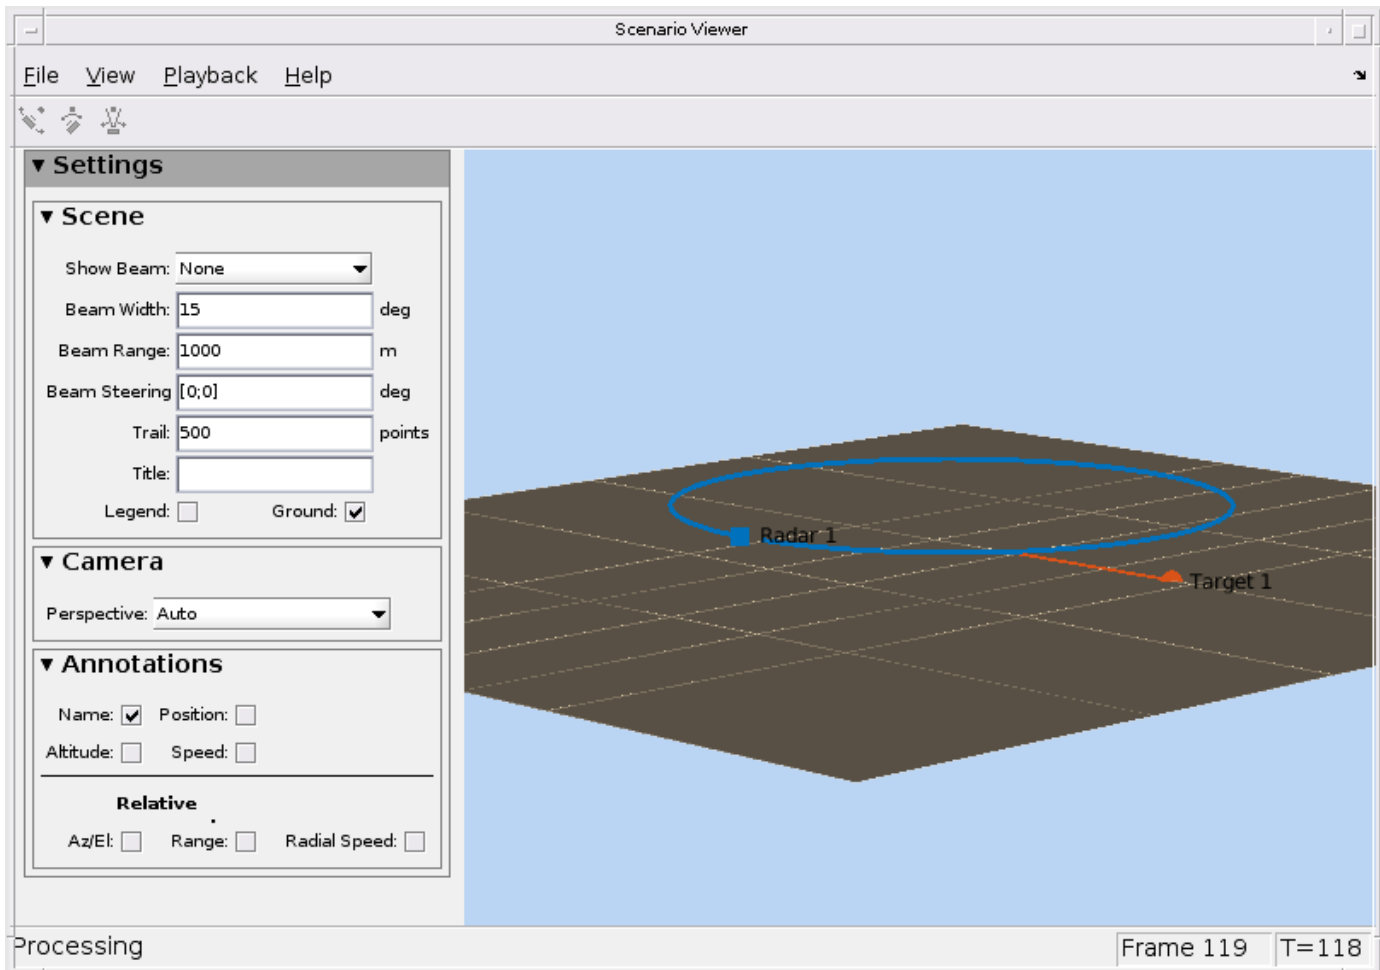 Scenario Viewer
File View Playback Help
Settings
Scene
Show Beam: None
Beam Width: 15 deg
Beam Range: 1000 m
Beam Steering [0;0] deg
Trail: 500 points
Title:
Legend: Ground:
Camera
Perspective: Auto
Annotations
Name: Position:
Altitude: Speed:
Relative
Az/El: Range: Radial Speed:
Radar 1
Target 1
Processing Frame 119 T=118